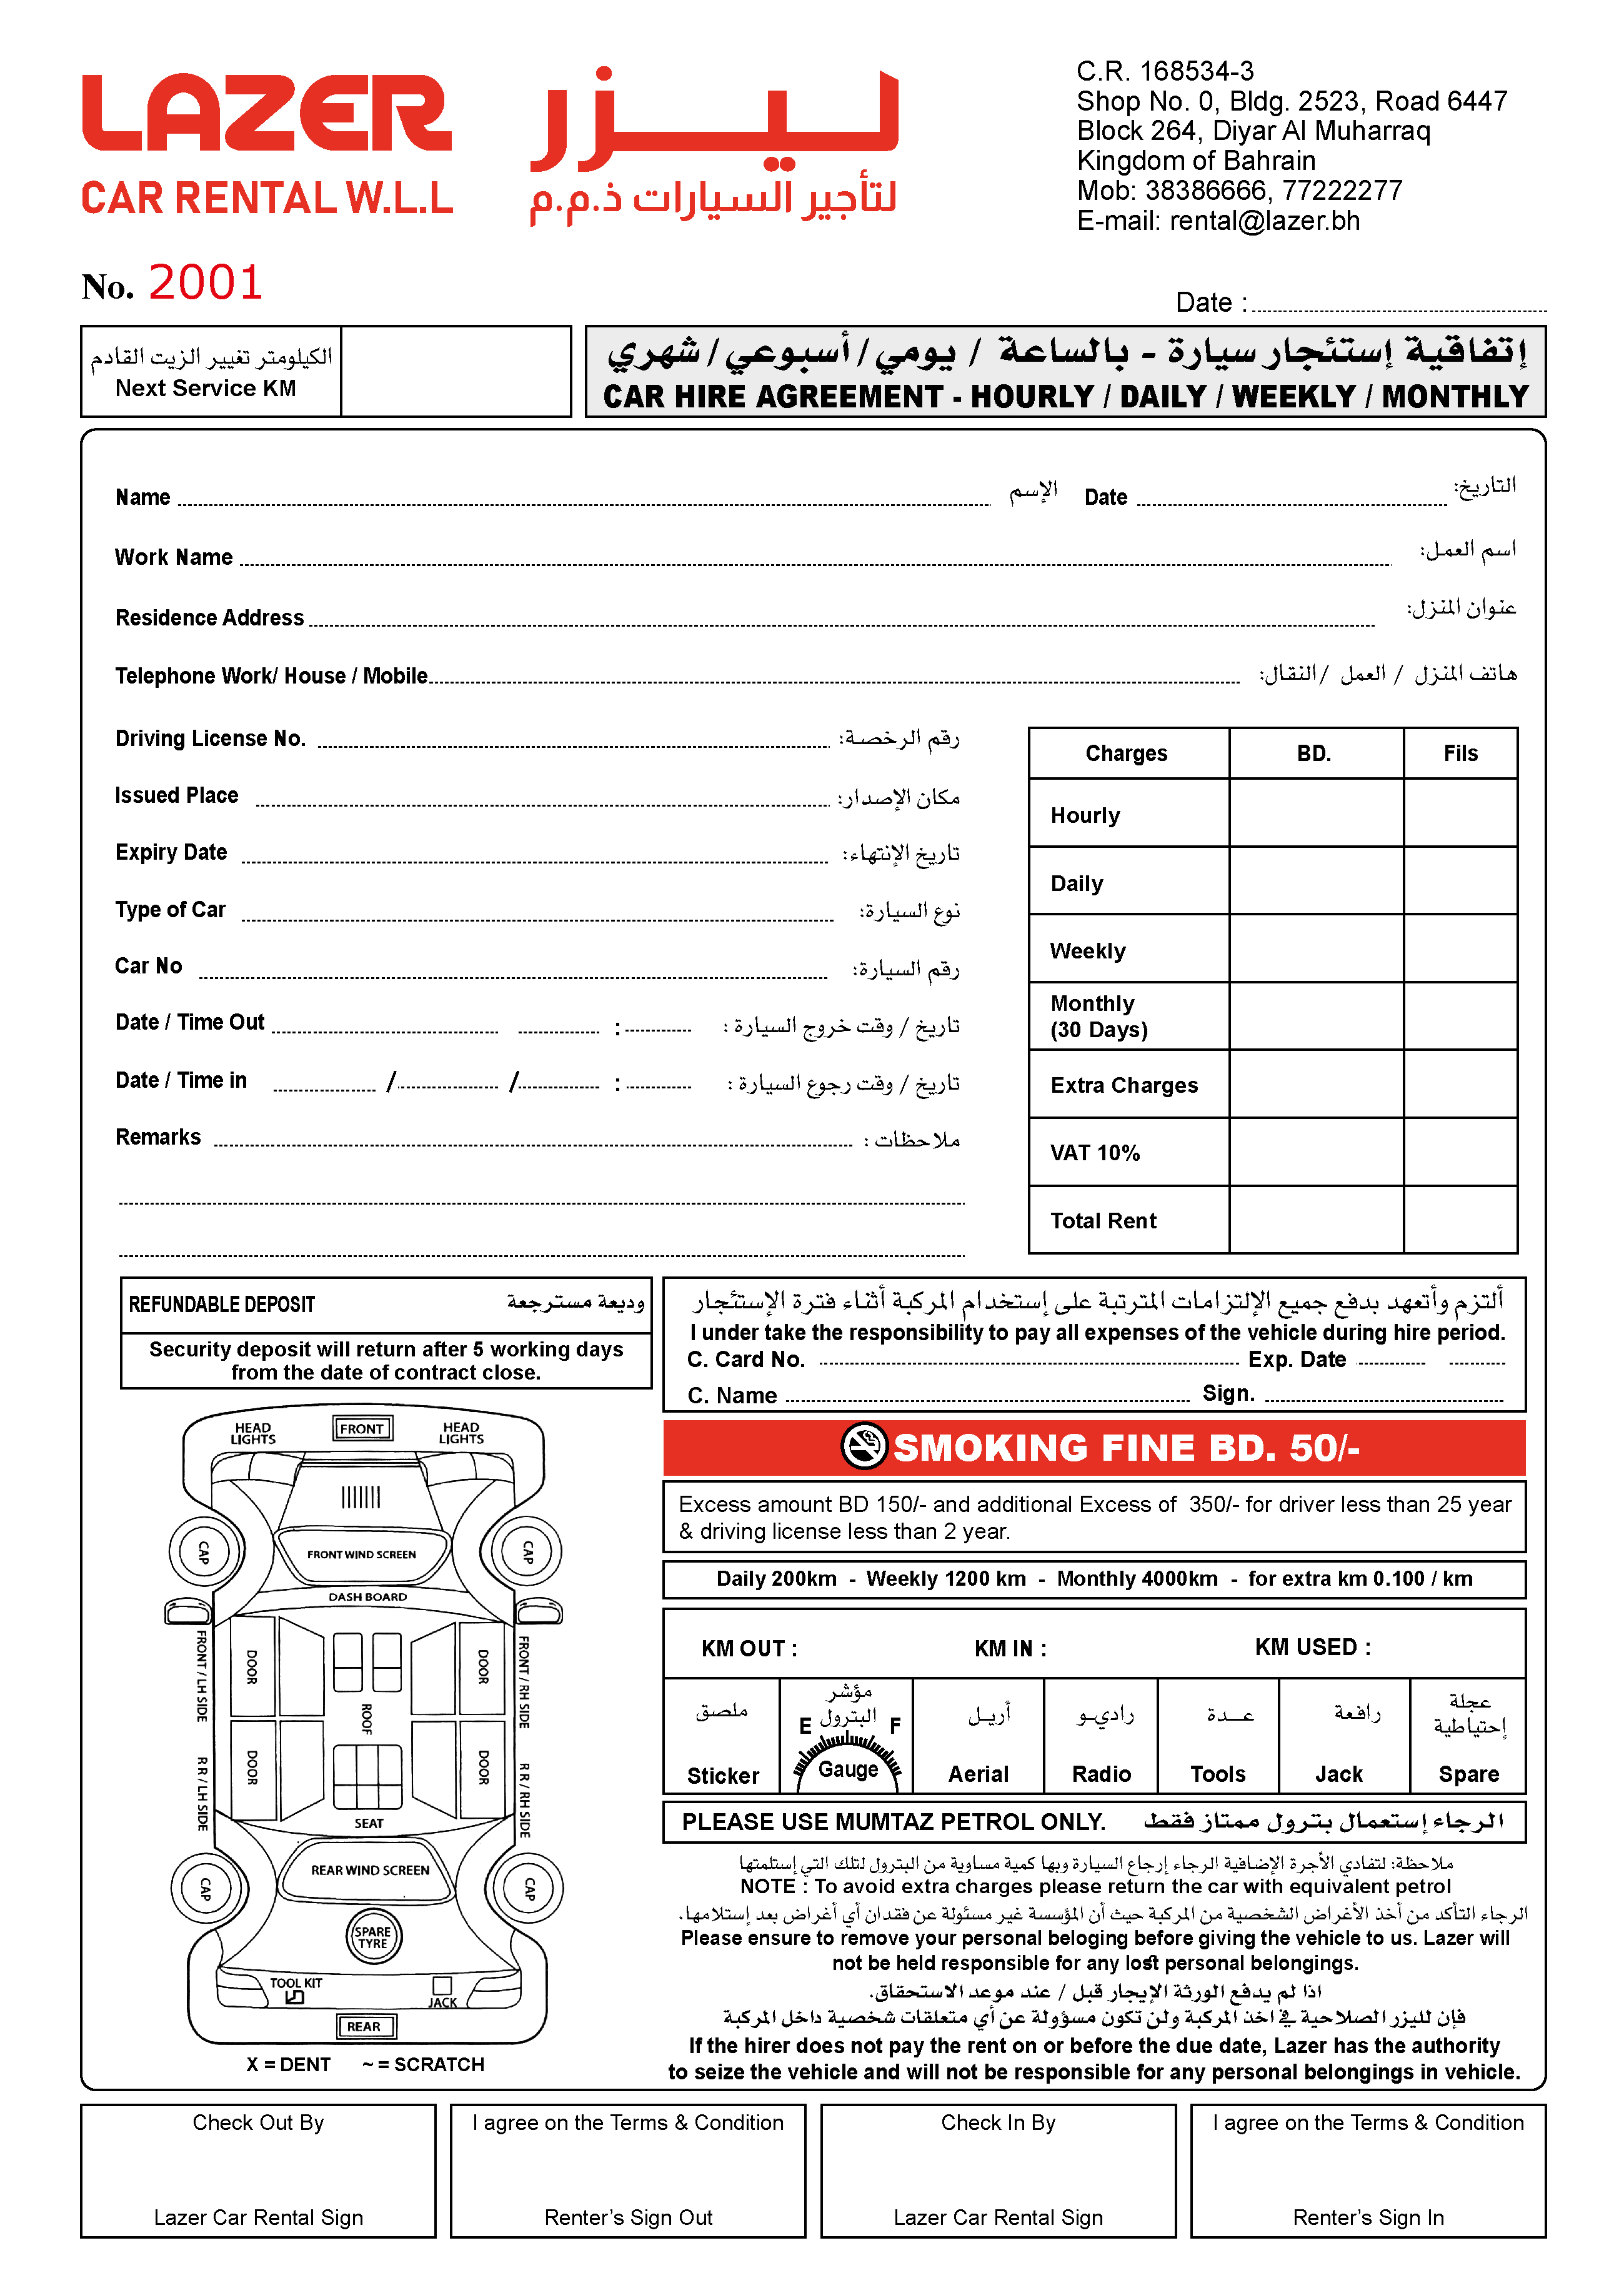 LAZER
CAR RENTAL W.L.L
ليزر
لتأجير السيارات ذ.م.م
C.R. 168534-3
Shop No. 0, Bldg. 2523, Road 6447
Block 264, Diyar Al Muharraq
Kingdom of Bahrain
Mob: 38386666, 77222277
E-mail: rental@lazer.bh
No. 2001
Date :
الكيلومتر تغيير الزيت القادم
Next Service KM
إتفاقية إستئجار سيارة - بالساعة / يومي / أسبوعي / شهري
CAR HIRE AGREEMENT - HOURLY / DAILY / WEEKLY / MONTHLY
Name الإسم Date التاريخ:
Work Name اسم العمل:
Residence Address عنوان المنزل:
Telephone Work/ House / Mobile هاتف المنزل / العمل / النقال:
Driving License No. رقم الرخصة:
Issued Place مكان الإصدار:
Expiry Date تاريخ الإنتهاء:
Type of Car نوع السيارة:
Car No رقم السيارة:
Date / Time Out : تاريخ / وقت خروج السيارة :
Date / Time in / / : تاريخ / وقت رجوع السيارة :
Remarks ملاحظات :
Charges BD. Fils
Hourly
Daily
Weekly
Monthly
(30 Days)
Extra Charges
VAT 10%
Total Rent
REFUNDABLE DEPOSIT وديعة مسترجعة
Security deposit will return after 5 working days
from the date of contract close.
ألتزم وأتعهد بدفع جميع الإلتزامات المترتبة على إستخدام المركبة أثناء فترة الإستئجار
I under take the responsibility to pay all expenses of the vehicle during hire period.
C. Card No. Exp. Date
C. Name Sign.
SMOKING FINE BD. 50/-
Excess amount BD 150/- and additional Excess of 350/- for driver less than 25 year
& driving license less than 2 year.
Daily 200km - Weekly 1200 km - Monthly 4000km - for extra km 0.100 / km
KM OUT : KM IN : KM USED :
ملصق
Sticker
مؤشر
البترول
E F
Gauge
أريل
Aerial
راديو
Radio
عدة
Tools
رافعة
Jack
عجلة
إحتياطية
Spare
PLEASE USE MUMTAZ PETROL ONLY. الرجاء إستعمال بترول ممتاز فقط
ملاحظة: لتفادي الأجرة الإضافية الرجاء إرجاع السيارة وبها كمية مساوية من البترول لتلك التي إستلمتها
NOTE : To avoid extra charges please return the car with equivalent petrol
الرجاء التأكد من أخذ الأغراض الشخصية من المركبة حيث أن المؤسسة غير مسئولة عن فقدان أي أغراض بعد إستلامها.
Please ensure to remove your personal beloging before giving the vehicle to us. Lazer will
not be held responsible for any lost personal belongings.
اذا لم يدفع الورثة الإيجار قبل / عند موعد الاستحقاق.
فإن لليزر الصلاحية في اخذ المركبة ولن تكون مسؤولة عن أي متعلقات شخصية داخل المركبة
If the hirer does not pay the rent on or before the due date, Lazer has the authority
to seize the vehicle and will not be responsible for any personal belongings in vehicle.
HEAD
LIGHTS
FRONT
HEAD
LIGHTS
CAP
CAP
FRONT WIND SCREEN
DASH BOARD
FRONT / LH SIDE
DOOR
DOOR
FRONT / RH SIDE
ROOF
R R / LH SIDE
DOOR
DOOR
R R / RH SIDE
SEAT
REAR WIND SCREEN
CAP
CAP
SPARE
TYRE
TOOL KIT
JACK
REAR
X = DENT ~ = SCRATCH
Check Out By
Lazer Car Rental Sign
I agree on the Terms & Condition
Renter’s Sign Out
Check In By
Lazer Car Rental Sign
I agree on the Terms & Condition
Renter’s Sign In